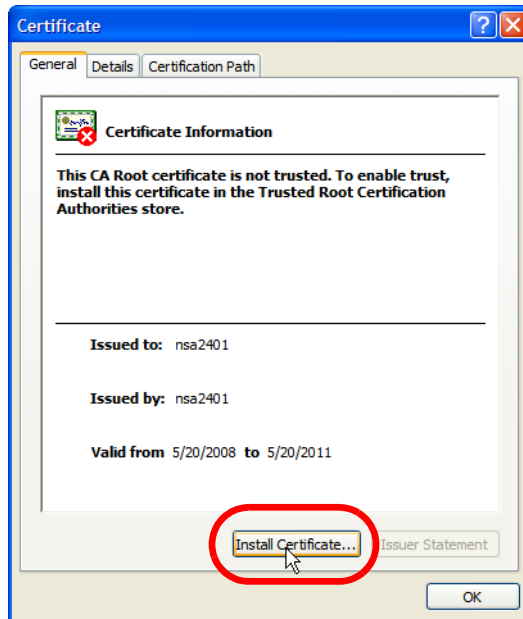 Certificate
General Details Certification Path
Certificate Information
This CA Root certificate is not trusted. To enable trust,
install this certificate in the Trusted Root Certification
Authorities store.
Issued to: nsa2401
Issued by: nsa2401
Valid from 5/20/2008 to 5/20/2011
Install Certificate... Issuer Statement
OK